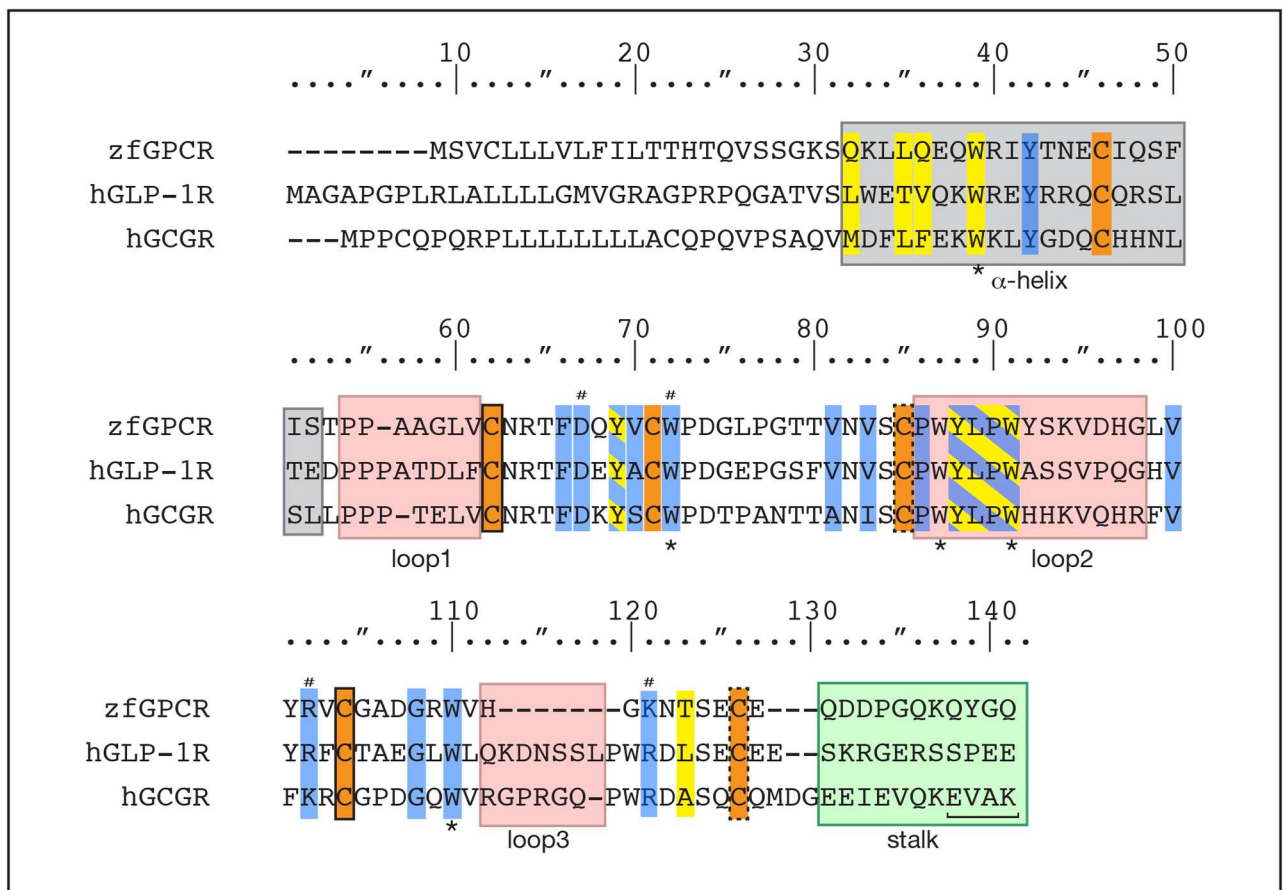 10 20 30 40 50
....″....|....″....|....″....|....″....|....″....|
zfGPCR --------MSVCLLLVLFILTTHTQVSSGKSQKLLQEQWRIYTNECIQSF
hGLP-1R MAGAPGPLRLALLLLGMVGRAGPRPQGATVSLWETVQKWREYRRQCQRSL
hGCGR ---MPPCQPQRPLLLLLLLLACQPQVPSAQVMDFLFEKWKLYGDQCHHNL
* α-helix
60 70 80 90 100
....″....|....″....|....″....|....″....|....″....|
# #
zfGPCR ISTPP-AAGLVCNRTFDQYVCWPDGLPGTTVNVSCPWYLPWYSKVDHGLV
hGLP-1R TEDPPPATDLFCNRTFDEYACWPDGEPGSFVNVSCPWYLPWASSVPQGHV
hGCGR SLLPPP-TELVCNRTFDKYSCWPDTPANTTANISCPWYLPWHHKVQHRFV
loop1 * * * loop2
110 120 130 140
....″....|....″....|....″....|....″....|..
# #
zfGPCR YRVCGADGRWVH-------GKNTSECE---QDDPGQKQYGQ
hGLP-1R YRFCTAEGLWLQKDNSSLPWRDLSECEE--SKRGERSSPEE
hGCGR FKRCGPDGQWVRGPRGQ-PWRDASQCQMDGEEIEVQKEVAK
* loop3 stalk